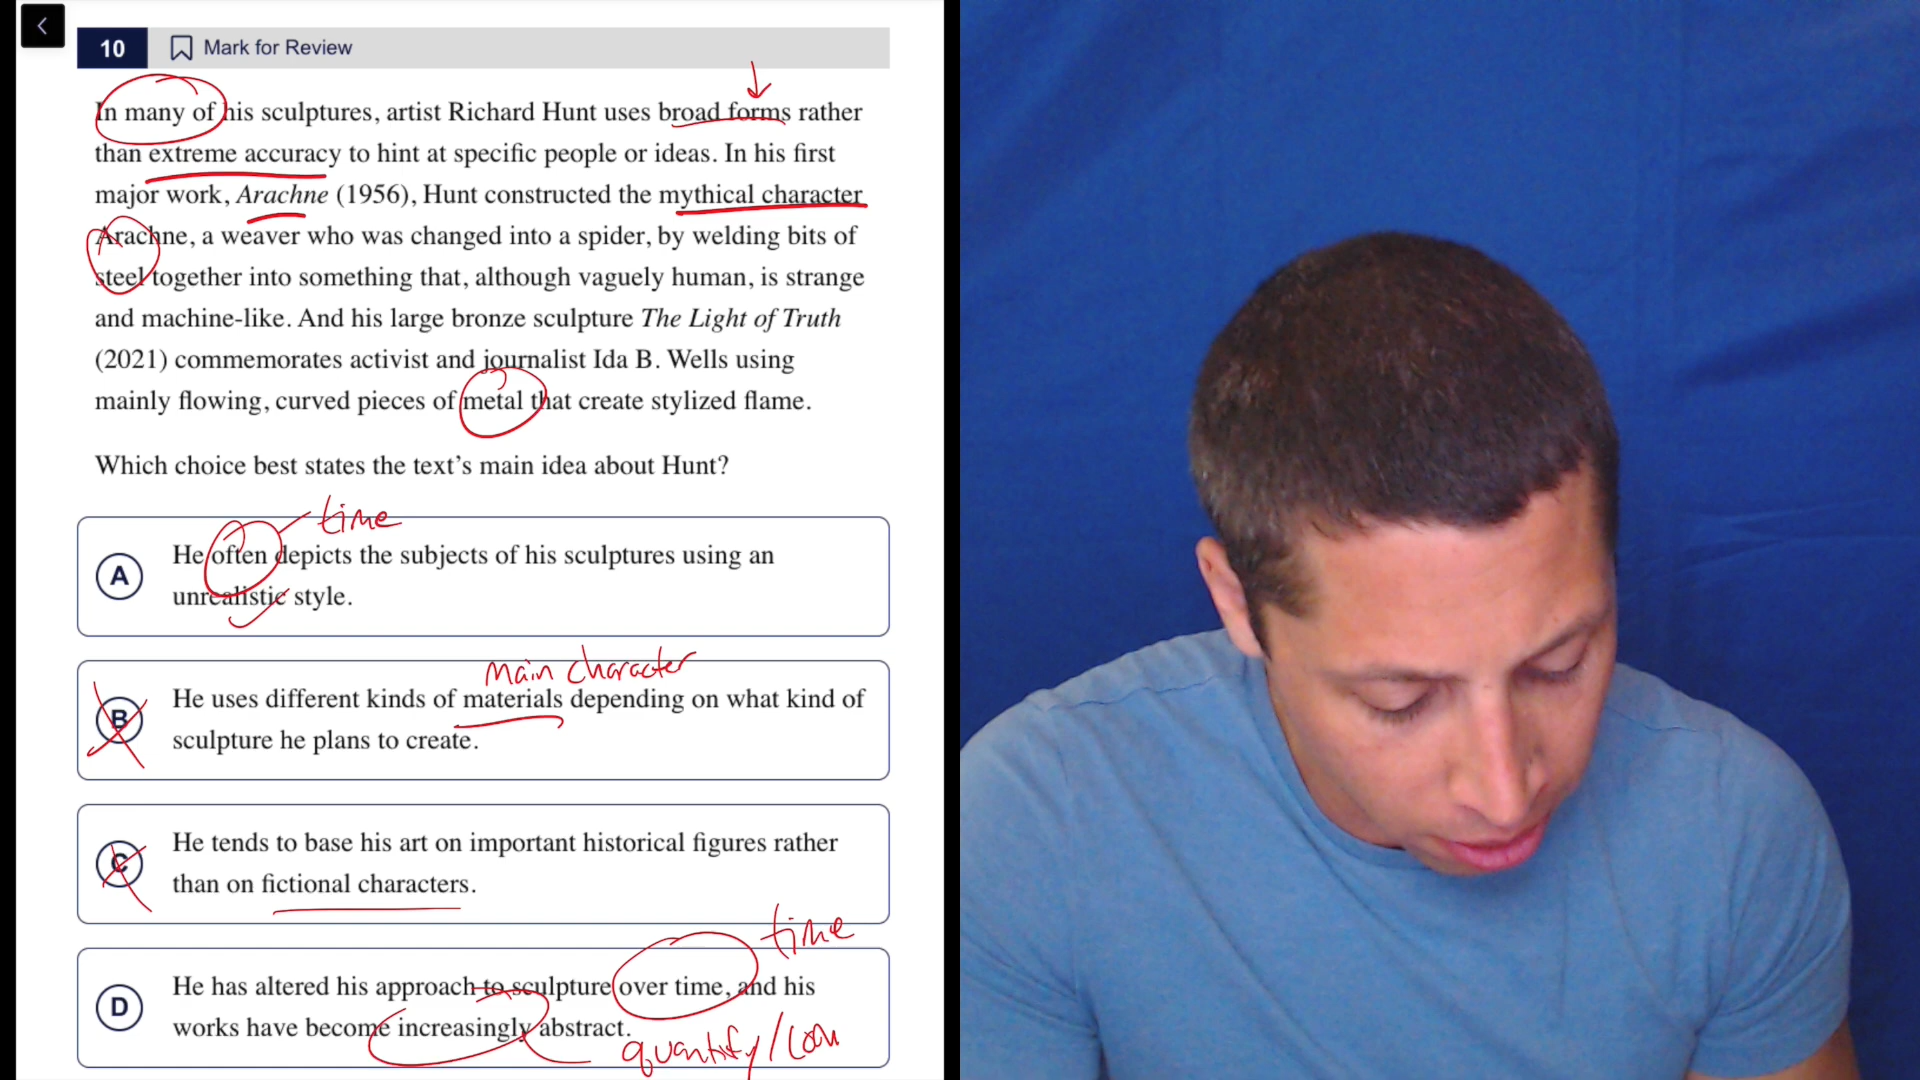 10 Mark for Review
In many of his sculptures, artist Richard Hunt uses broad forms rather
than extreme accuracy to hint at specific people or ideas. In his first
major work, Arachne (1956), Hunt constructed the mythical character
Arachne, a weaver who was changed into a spider, by welding bits of
steel together into something that, although vaguely human, is strange
and machine-like. And his large bronze sculpture The Light of Truth
(2021) commemorates activist and journalist Ida B. Wells using
mainly flowing, curved pieces of metal that create stylized flame.
Which choice best states the text’s main idea about Hunt?
time
A He often depicts the subjects of his sculptures using an
unrealistic style.
main character
B He uses different kinds of materials depending on what kind of
sculpture he plans to create.
C He tends to base his art on important historical figures rather
than on fictional characters.
time
D He has altered his approach to sculpture over time, and his
works have become increasingly abstract.
quantify/